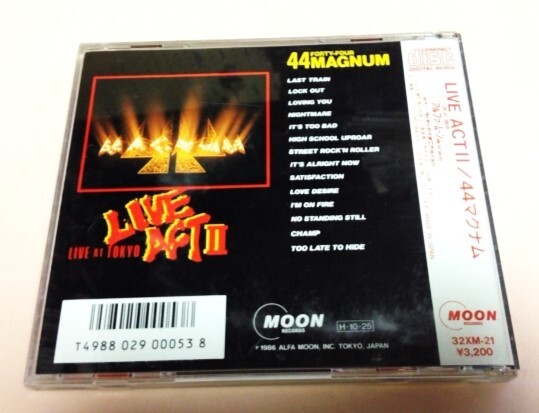 44 FORTY-FOUR
MAGNUM
LAST TRAIN
LOCK OUT
LOVING YOU
NIGHTMARE
IT'S TOO BAD
HIGH SCHOOL UPROAR
STREET ROCK'N ROLLER
IT'S ALRIGHT NOW
SATISFACTION
LOVE DESIRE
I'M ON FIRE
NO STANDING STILL
CHAMP
TOO LATE TO HIDE
MAGNUM
44
LIVE
ACT II
LIVE AT TOKYO
T4988 029 00053 8
MOON
RECORDS
H·10·25
℗ 1986 ALFA MOON, INC. TOKYO, JAPAN
COMPACT
disc
DIGITAL AUDIO
LIVE ACT II/44マグナム
MOON
RECORDS
32XM-21
¥3,200